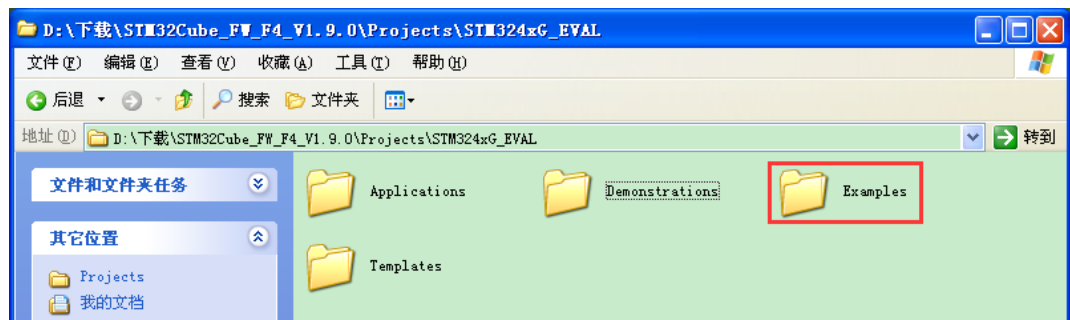 D:\下载\STM32Cube_FW_F4_V1.9.0\Projects\STM324xG_EVAL
文件(F) 编辑(E) 查看(V) 收藏(A) 工具(T) 帮助(H)
后退 搜索 文件夹
地址(D) D:\下载\STM32Cube_FW_F4_V1.9.0\Projects\STM324xG_EVAL 转到
文件和文件夹任务
Applications Demonstrations Examples
其它位置
Templates
Projects
我的文档